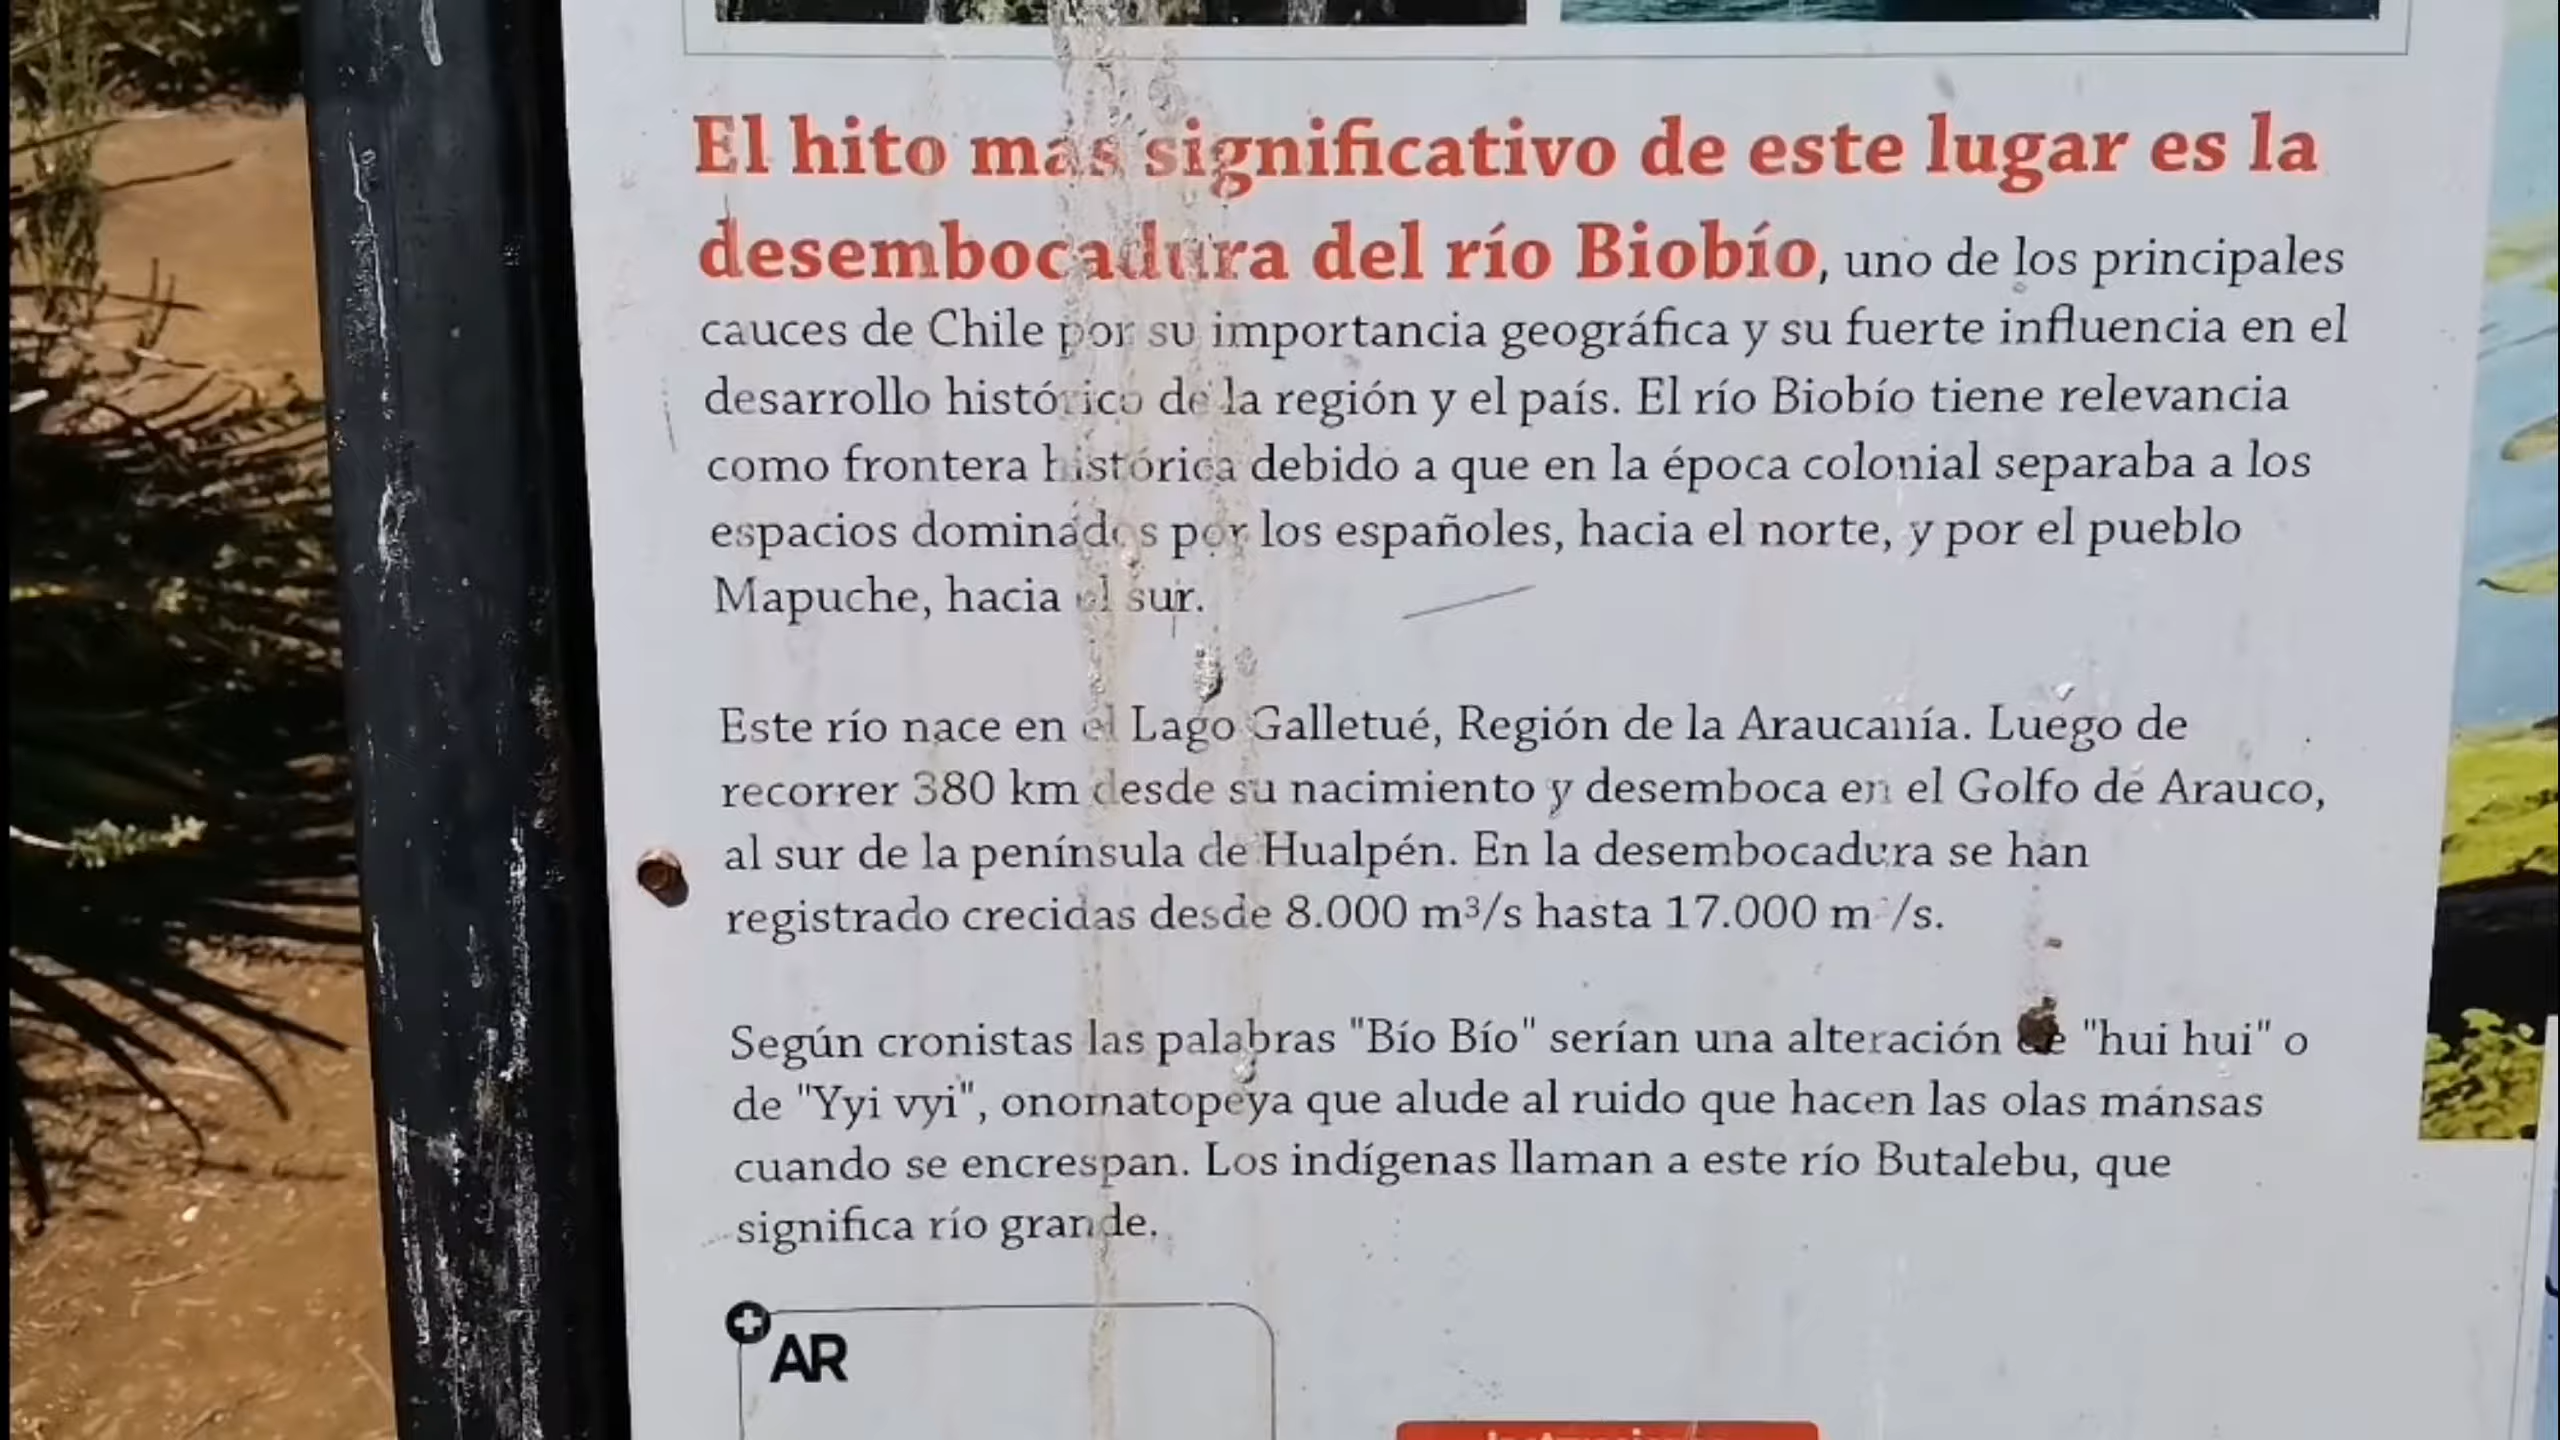 El hito más significativo de este lugar es la
desembocadura del río Biobío, uno de los principales
cauces de Chile por su importancia geográfica y su fuerte influencia en el
desarrollo histórico de la región y el país. El río Biobío tiene relevancia
como frontera histórica debido a que en la época colonial separaba a los
espacios dominados por los españoles, hacia el norte, y por el pueblo
Mapuche, hacia el sur.
Este río nace en el Lago Galletué, Región de la Araucanía. Luego de
recorrer 380 km desde su nacimiento y desemboca en el Golfo de Arauco,
al sur de la península de Hualpén. En la desembocadura se han
registrado crecidas desde 8.000 m³/s hasta 17.000 m³/s.
Según cronistas las palabras "Bío Bío" serían una alteración de "hui hui" o
de "Yyi vyi", onomatopeya que alude al ruido que hacen las olas mansas
cuando se encrespan. Los indígenas llaman a este río Butalebu, que
significa río grande.
AR